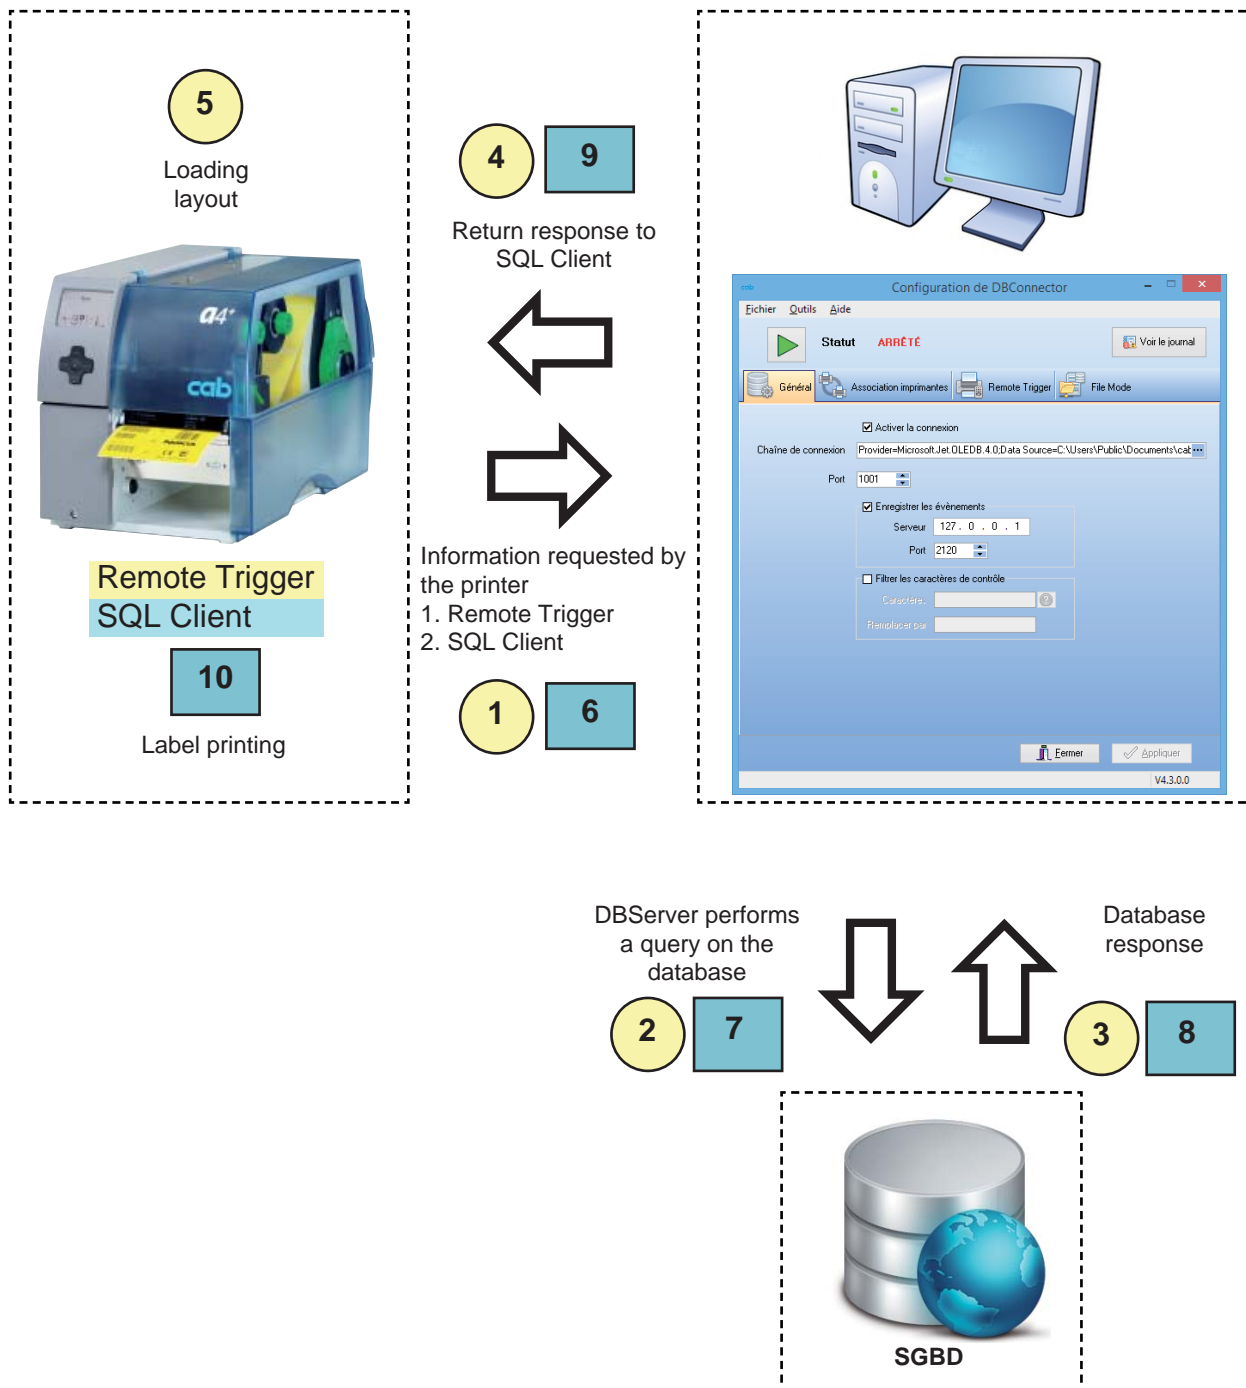 5
Loading
layout
a4+
cab
Remote Trigger
SQL Client
10
Label printing
4
9
Return response to
SQL Client
Information requested by
the printer
1. Remote Trigger
2. SQL Client
1
6
cab
Configuration de DBConnector
Fichier Outils Aide
Statut ARRÊTÉ
Voir le journal
Général
Association imprimantes
Remote Trigger
File Mode
Activer la connexion
Chaîne de connexion Provider=Microsoft.Jet.OLEDB.4.0;Data Source=C:\Users\Public\Documents\cab ...
Port 1001
Enregistrer les évènements
Serveur 127 . 0 . 0 . 1
Port 2120
Filtrer les caractères de contrôle
Caractères ?
Remplacer par
Fermer
Appliquer
V4.3.0.0
DBServer performs
a query on the
database
2
7
Database
response
3
8
SGBD